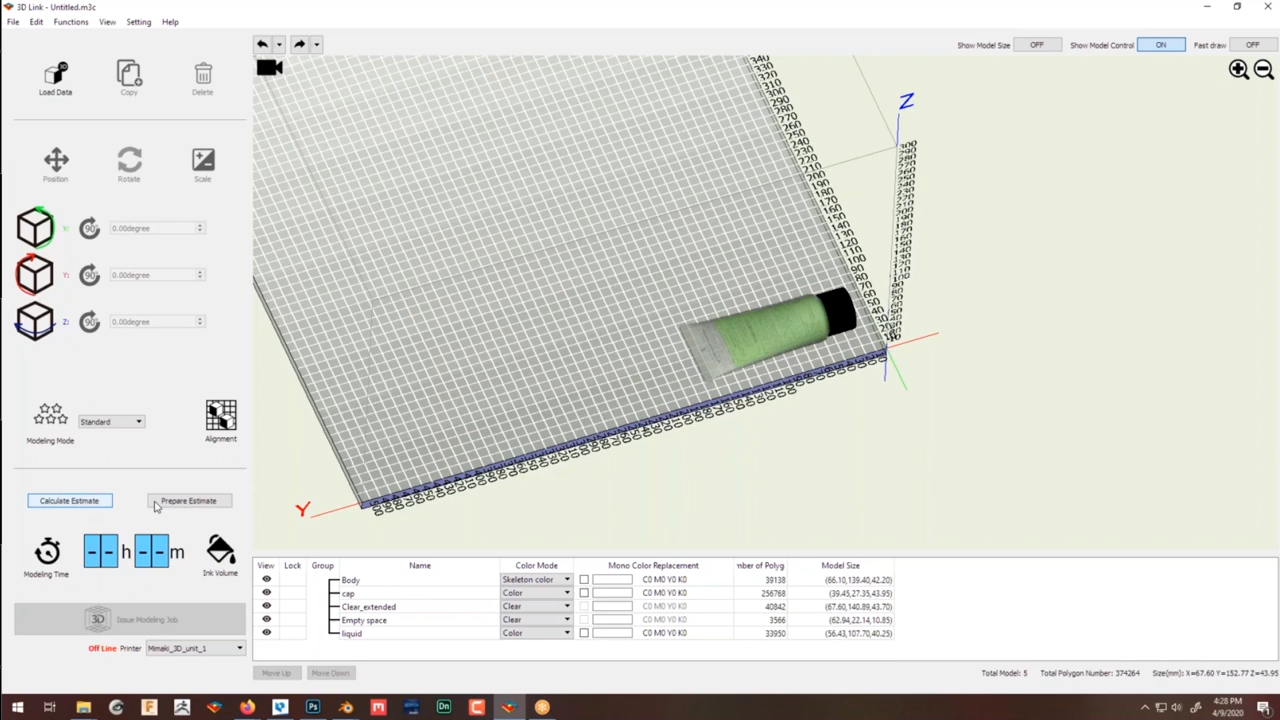 3D Link - Untitled.m3c
File Edit Functions View Setting Help
Show Model Size OFF Show Model Control ON Fast draw OFF
Load Data Copy Delete
Position Rotate Scale
X: 90° 0.00degree
Y: 90° 0.00degree
Z: 90° 0.00degree
Z
Y
Standard
Modeling Mode Alignment
Calculate Estimate Prepare Estimate
-- h -- m
Modeling Time Ink Volume
3D Issue Modeling Job
Off Line Printer Mimaki_3D_unit_1
View Lock Group Name Color Mode Mono Color Replacement mber of Polyg Model Size
Body Skeleton color C0 M0 Y0 K0 39138 (66.10,139.40,42.20)
cap Color C0 M0 Y0 K0 256768 (39.45,27.35,43.95)
Clear_extended Clear C0 M0 Y0 K0 40842 (67.60,140.89,43.70)
Empty space Clear C0 M0 Y0 K0 3566 (62.94,22.14,10.85)
liquid Color C0 M0 Y0 K0 33950 (56.43,107.70,40.25)
Move Up Move Down
Total Model: 5 Total Polygon Number: 374264 Size(mm): X=67.60 Y=152.77 Z=43.95
4:28 PM
4/9/2020